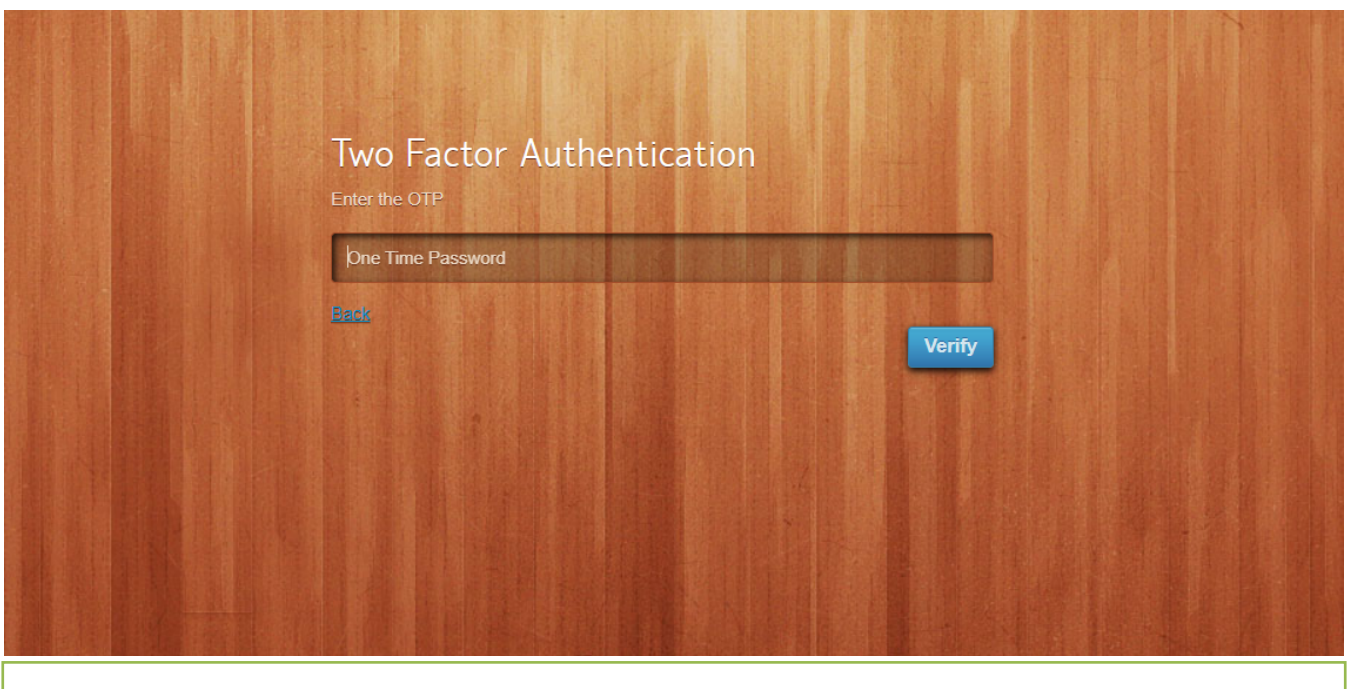 Two Factor Authentication
Enter the OTP
One Time Password
Back
Verify